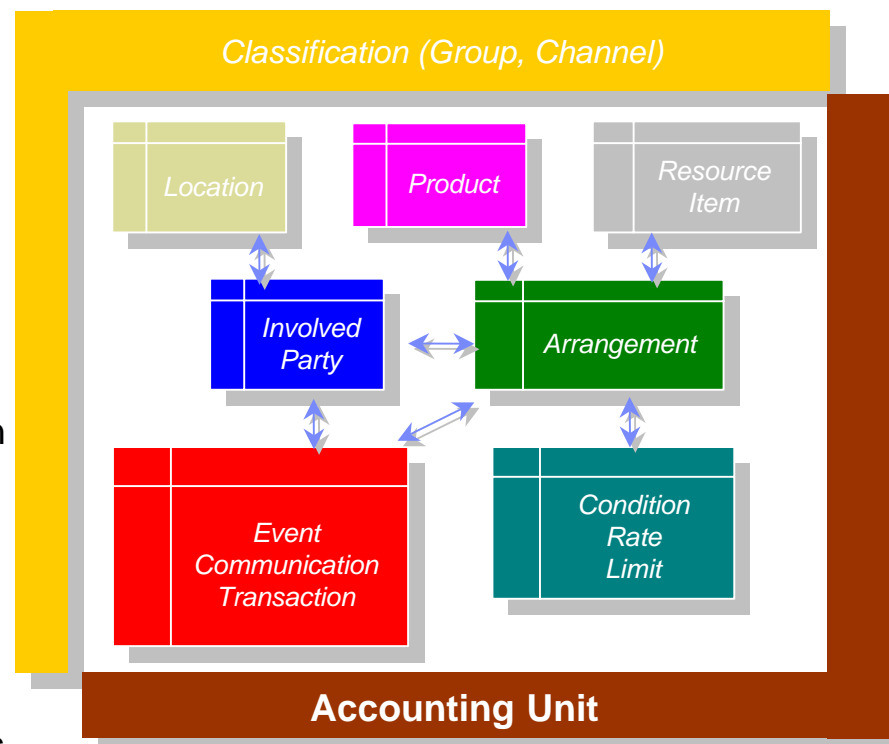 Classification (Group, Channel)
Location
Product
Resource
Item
Involved
Party
Arrangement
Event
Communication
Transaction
Condition
Rate
Limit
Accounting Unit